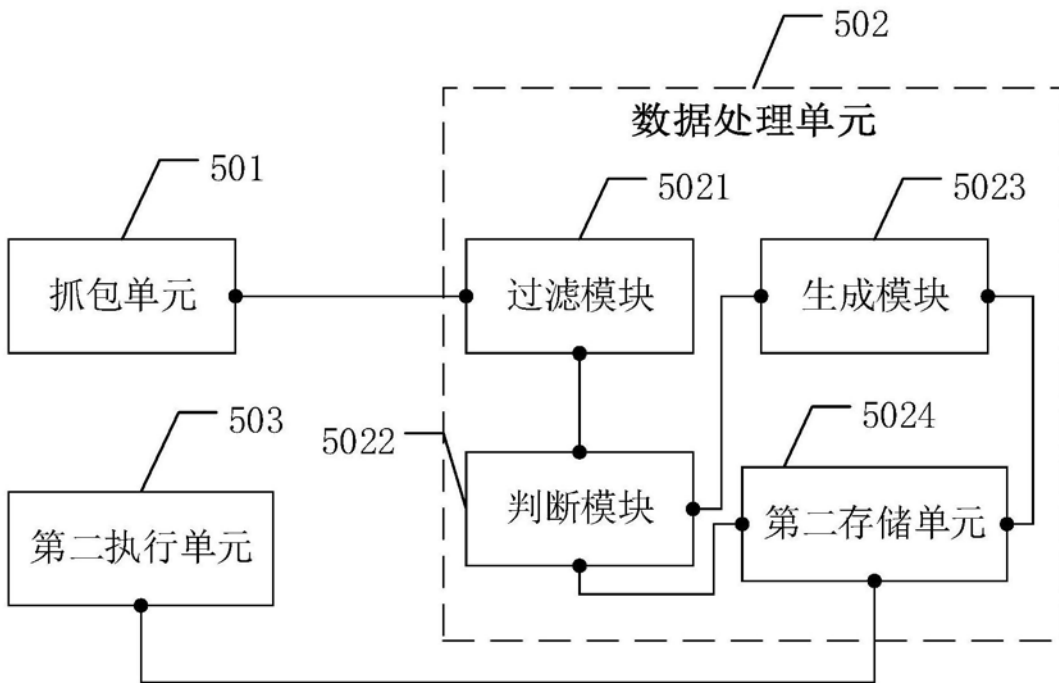 502
数据处理单元
501
5021
5023
抓包单元
过滤模块
生成模块
503
5022
5024
第二执行单元
判断模块
第二存储单元